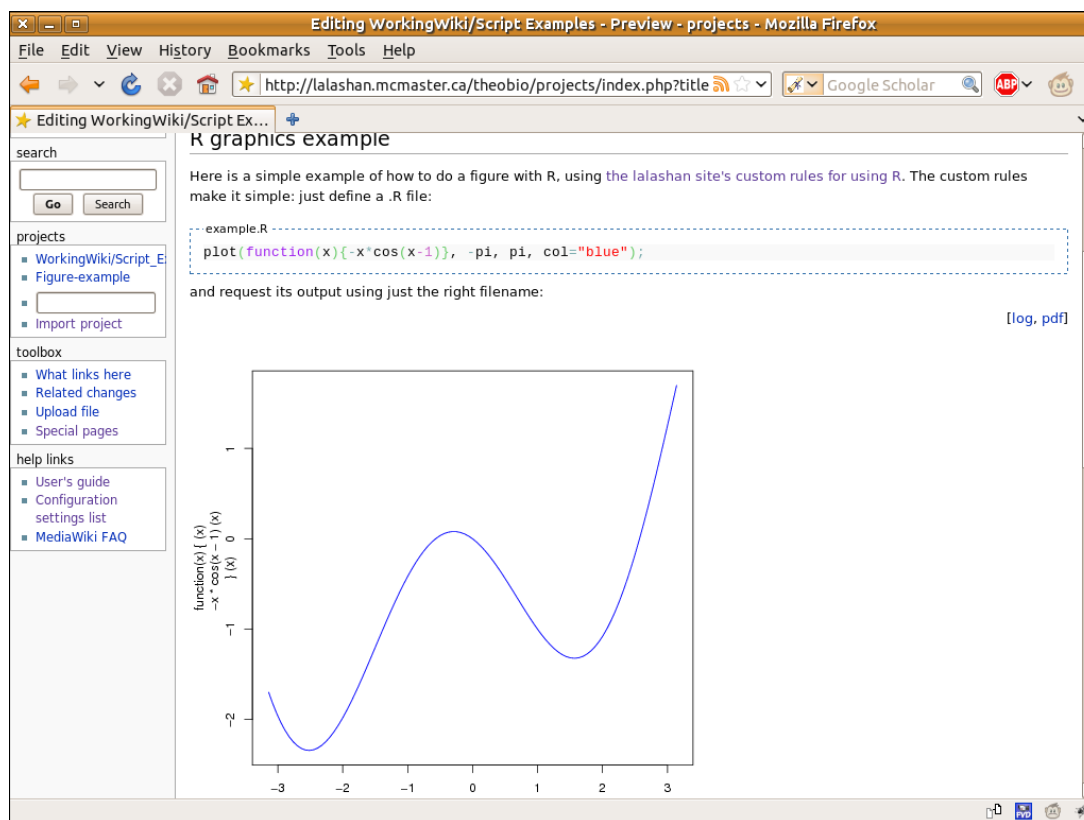 Editing WorkingWiki/Script Examples - Preview - projects - Mozilla Firefox
File Edit View History Bookmarks Tools Help
http://lalashan.mcmaster.ca/theobio/projects/index.php?title
Google Scholar
ABP
Editing WorkingWiki/Script Ex...
search
Go Search
projects
WorkingWiki/Script_E
Figure-example
Import project
toolbox
What links here
Related changes
Upload file
Special pages
help links
User's guide
Configuration
settings list
MediaWiki FAQ
R graphics example
Here is a simple example of how to do a figure with R, using the lalashan site's custom rules for using R. The custom rules
make it simple: just define a .R file:
example.R
plot(function(x){-x*cos(x-1)}, -pi, pi, col="blue");
and request its output using just the right filename:
[log, pdf]
function(x) { (x)
−x * cos(x − 1) (x)
} (x)
1
0
−1
−2
−3 −2 −1 0 1 2 3
PVD